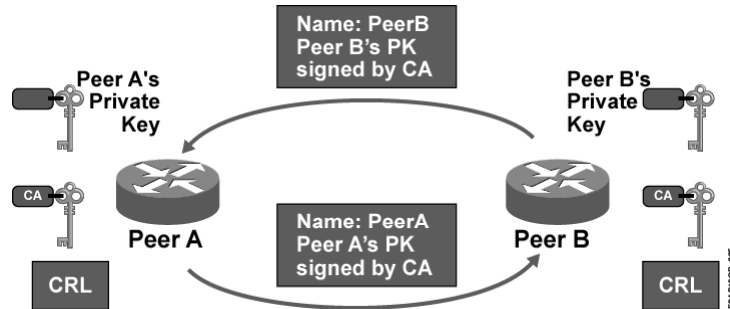 Name: PeerB
Peer B's PK
signed by CA
Peer A's
Private
Key
Peer B's
Private
Key
CA
CA
Peer A
Name: PeerA
Peer A's PK
signed by CA
Peer B
CRL
CRL